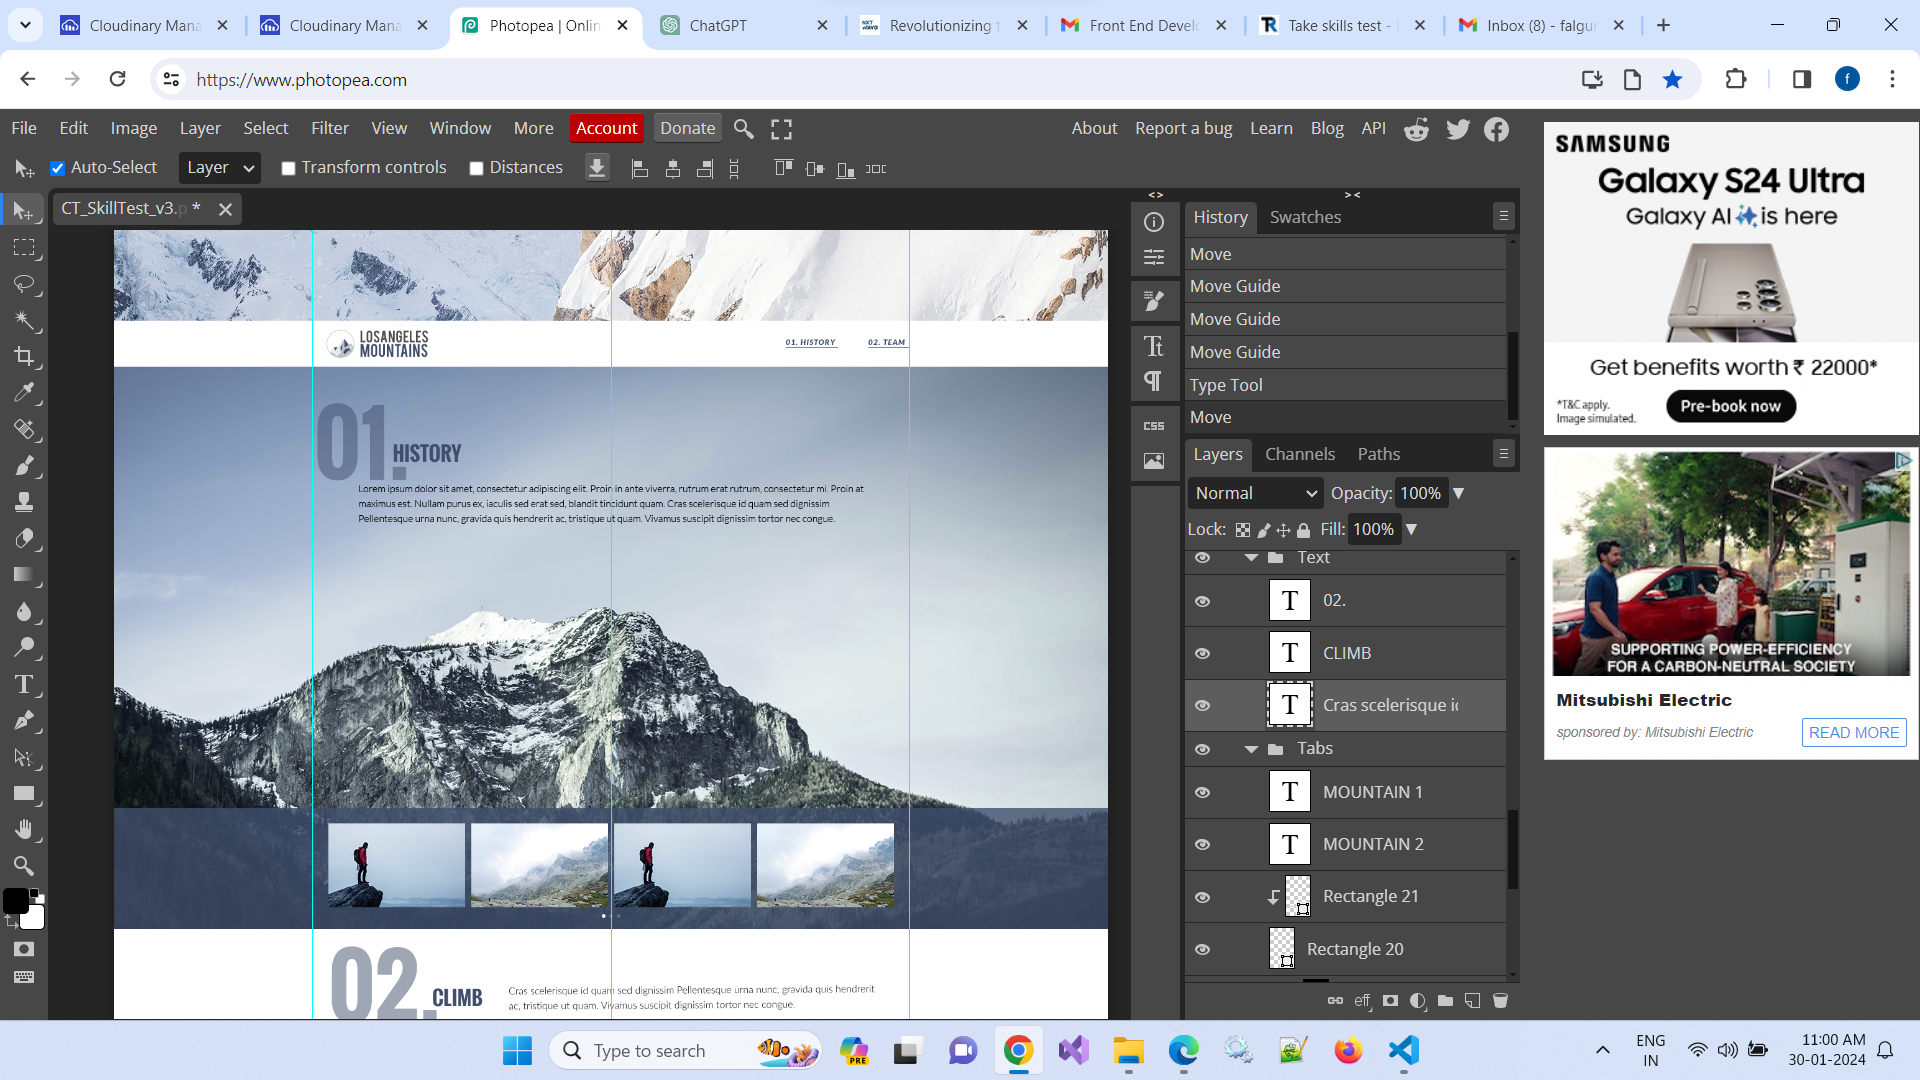 Cloudinary Mana
Cloudinary Mana
Photopea | Onlin
ChatGPT
Revolutionizing t
Front End Develo
Take skills test -
Inbox (8) - falgun
https://www.photopea.com
File Edit Image Layer Select Filter View Window More Account Donate
About Report a bug Learn Blog API
Auto-Select Layer Transform controls Distances
CT_SkillTest_v3.p *
LOSANGELES
MOUNTAINS
01. HISTORY 02. TEAM
01. HISTORY
Lorem ipsum dolor sit amet, consectetur adipiscing elit. Proin in ante viverra, rutrum erat rutrum, consectetur mi. Proin at
maximus est. Nullam purus ex, iaculis sed erat sed, blandit tincidunt quam. Cras scelerisque id quam sed dignissim
Pellentesque urna nunc, gravida quis hendrerit ac, tristique ut quam. Vivamus suscipit dignissim tortor nec congue.
02. CLIMB
Cras scelerisque id quam sed dignissim Pellentesque urna nunc, gravida quis hendrerit
ac, tristique ut quam. Vivamus suscipit dignissim tortor nec congue.
< >
> <
CSS
History Swatches
Move
Move Guide
Move Guide
Move Guide
Type Tool
Move
Layers Channels Paths
Normal Opacity: 100%
Lock: Fill: 100%
Text
T 02.
T CLIMB
T Cras scelerisque i
Tabs
T MOUNTAIN 1
T MOUNTAIN 2
Rectangle 21
Rectangle 20
eff
SAMSUNG
Galaxy S24 Ultra
Galaxy AI is here
Get benefits worth ₹ 22000*
*T&C apply.
Image simulated.
Pre-book now
SUPPORTING POWER-EFFICIENCY
FOR A CARBON-NEUTRAL SOCIETY
Mitsubishi Electric
sponsored by: Mitsubishi Electric
READ MORE
Type to search
PRE
ENG
IN
11:00 AM
30-01-2024